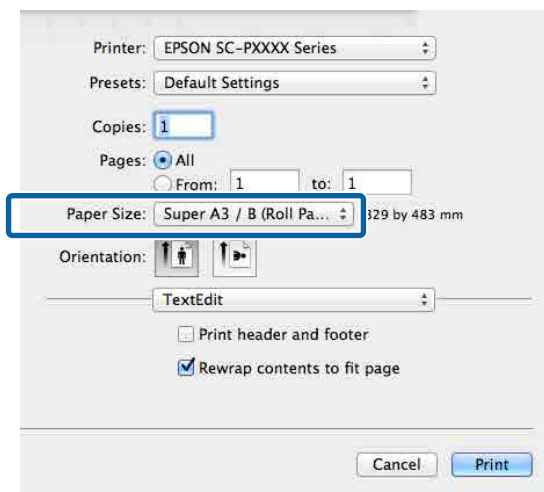 Printer: EPSON SC-PXXXX Series
Presets: Default Settings
Copies: 1
Pages: All
From: 1 to: 1
Paper Size: Super A3 / B (Roll Pa... 329 by 483 mm
Orientation:
TextEdit
Print header and footer
Rewrap contents to fit page
Cancel Print